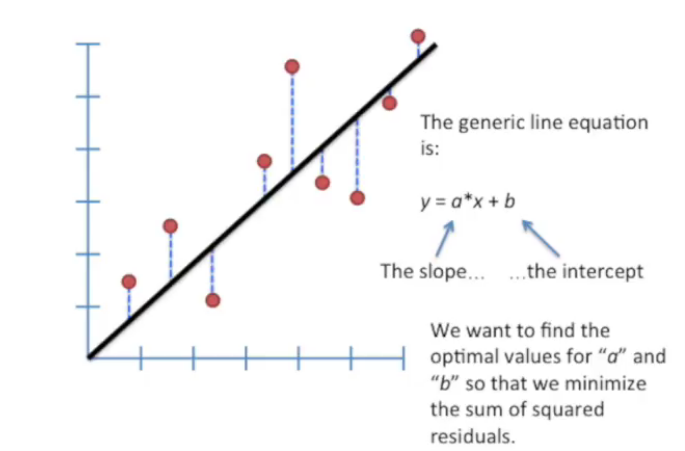 The generic line equation
is:
y = a*x + b
The slope... ...the intercept
We want to find the
optimal values for “a” and
“b” so that we minimize
the sum of squared
residuals.